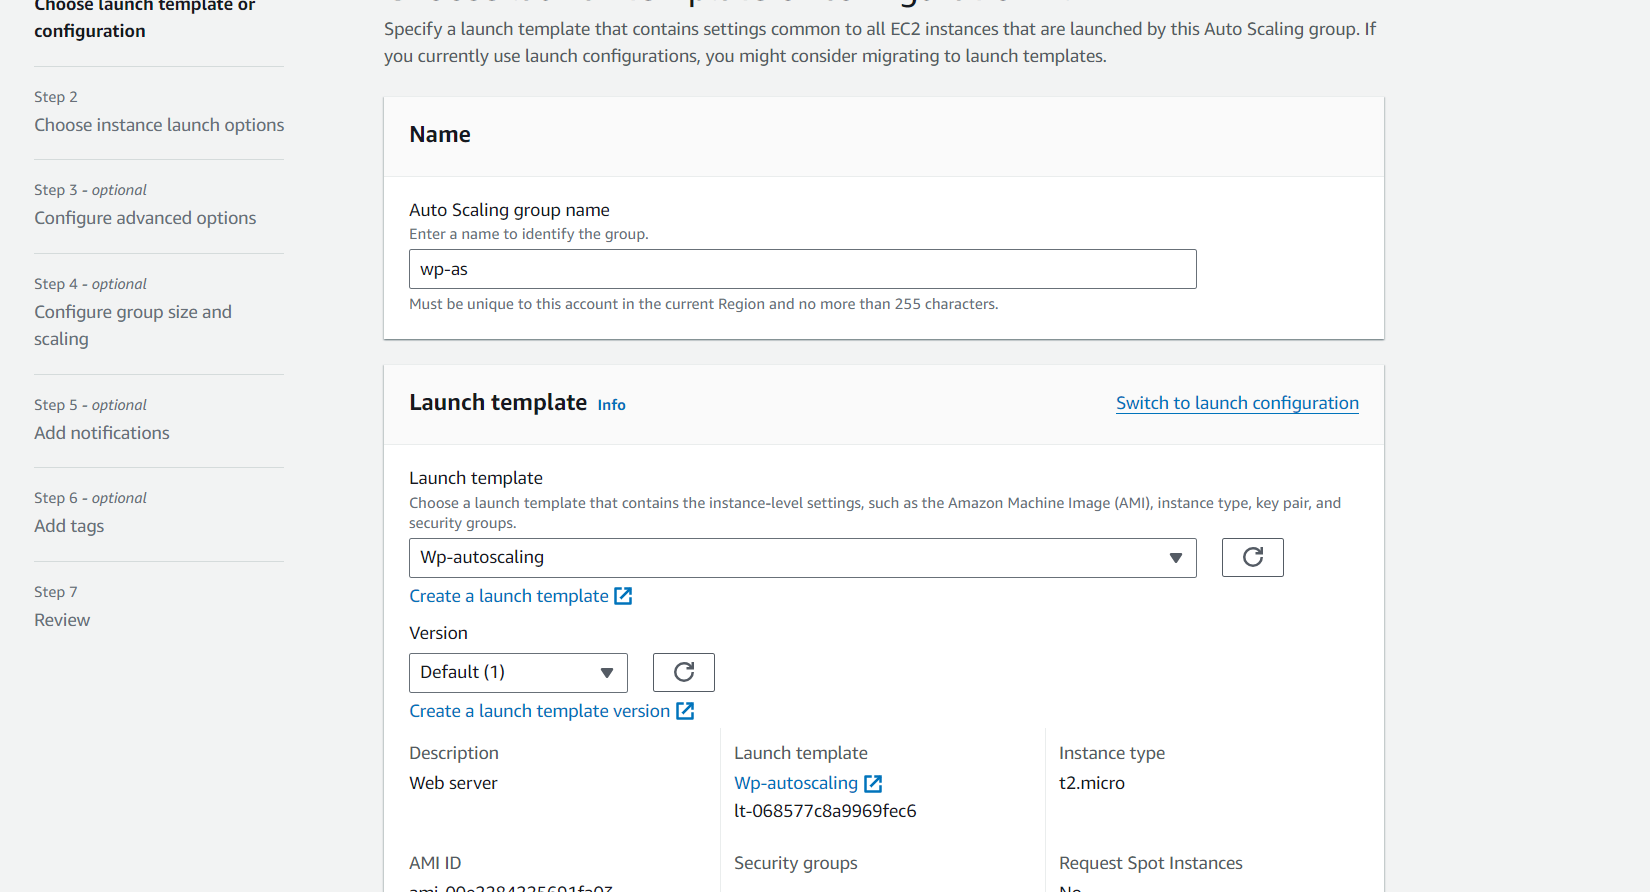 Choose launch template or
configuration
Step 2
Choose instance launch options
Step 3 - optional
Configure advanced options
Step 4 - optional
Configure group size and
scaling
Step 5 - optional
Add notifications
Step 6 - optional
Add tags
Step 7
Review
Specify a launch template that contains settings common to all EC2 instances that are launched by this Auto Scaling group. If
you currently use launch configurations, you might consider migrating to launch templates.
Name
Auto Scaling group name
Enter a name to identify the group.
wp-as
Must be unique to this account in the current Region and no more than 255 characters.
Launch template Info
Switch to launch configuration
Launch template
Choose a launch template that contains the instance-level settings, such as the Amazon Machine Image (AMI), instance type, key pair, and
security groups.
Wp-autoscaling
Create a launch template
Version
Default (1)
Create a launch template version
Description
Web server
Launch template
Wp-autoscaling
lt-068577c8a9969fec6
Instance type
t2.micro
AMI ID
Security groups
Request Spot Instances
No